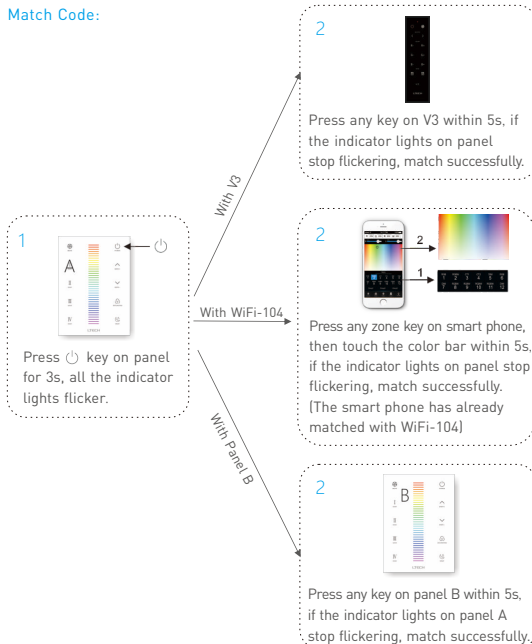 Match Code:
1
A
Press key on panel
for 3s, all the indicator
lights flicker.
With V3
2
Press any key on V3 within 5s, if
the indicator lights on panel
stop flickering, match successfully.
With WiFi-104
2
2
1
Press any zone key on smart phone,
then touch the color bar within 5s,
if the indicator lights on panel stop
flickering, match successfully.
(The smart phone has already
matched with WiFi-104)
With Panel B
2
B
Press any key on panel B within 5s,
if the indicator lights on panel A
stop flickering, match successfully.